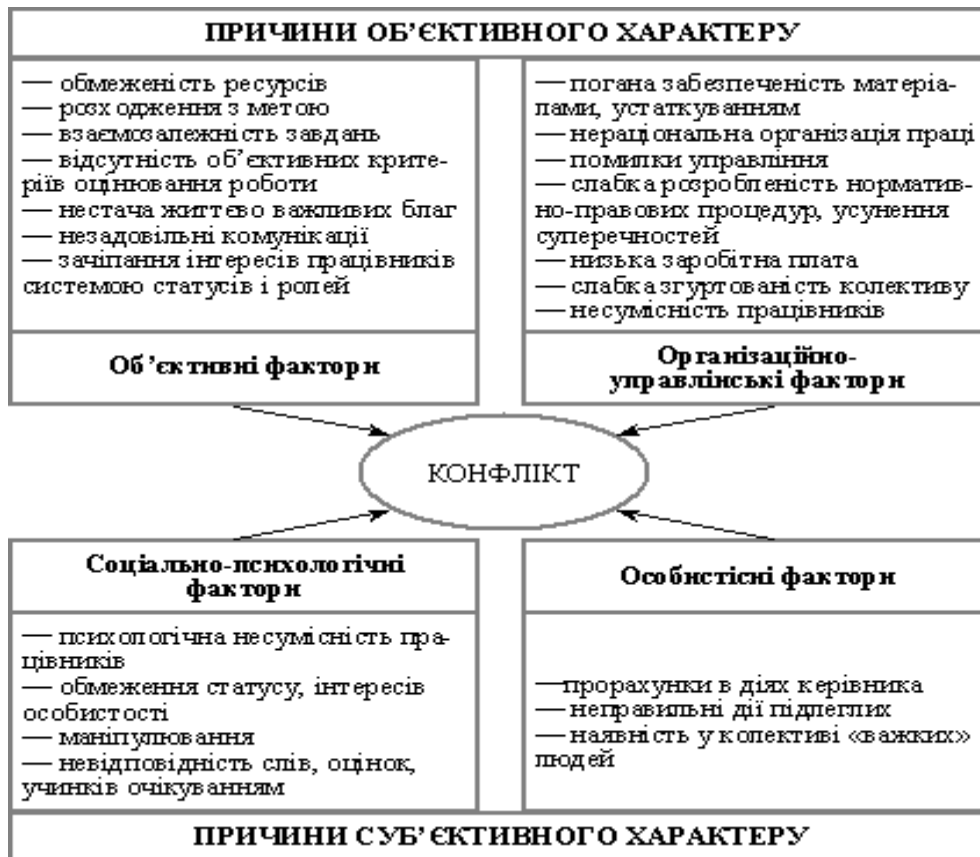 ПРИЧИНИ ОБ’ЄКТИВНОГО ХАРАКТЕРУ
— обмеженість ресурсів
— розходження з метою
— взаємозалежність завдань
— відсутність об’єктивних крите-
ріїв оцінювання роботи
— нестача життєво важливих благ
— незадовільні комунікації
— зачіпання інтересів працівників
системою статусів і ролей
Об’єктивні фактори
— погана забезпеченість матеріа-
лами, устаткуванням
— нераціональна організація праці
— помилки управління
— слабка розробленість норматив-
но-правових процедур, усунення
суперечностей
— низька заробітна плата
— слабка згуртованість колективу
— несумісність працівників
Організаційно-
управлінські фактори
КОНФЛІКТ
Соціально-психологічні
фактори
— психологічна несумісність пра-
цівників
— обмеження статусу, інтересів
особистості
— маніпулювання
— невідповідність слів, оцінок,
учинків очікуванням
Особистісні фактори
—прорахунки в діях керівника
— неправильні дії підлеглих
— наявність у колективі «важких»
людей
ПРИЧИНИ СУБ’ЄКТИВНОГО ХАРАКТЕРУ